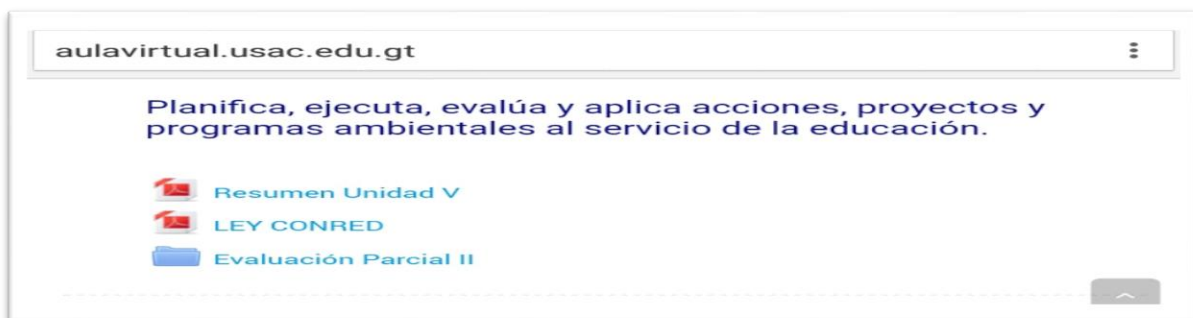 aulavirtual.usac.edu.gt
Planifica, ejecuta, evalúa y aplica acciones, proyectos y
programas ambientales al servicio de la educación.
Resumen Unidad V
LEY CONRED
Evaluación Parcial II